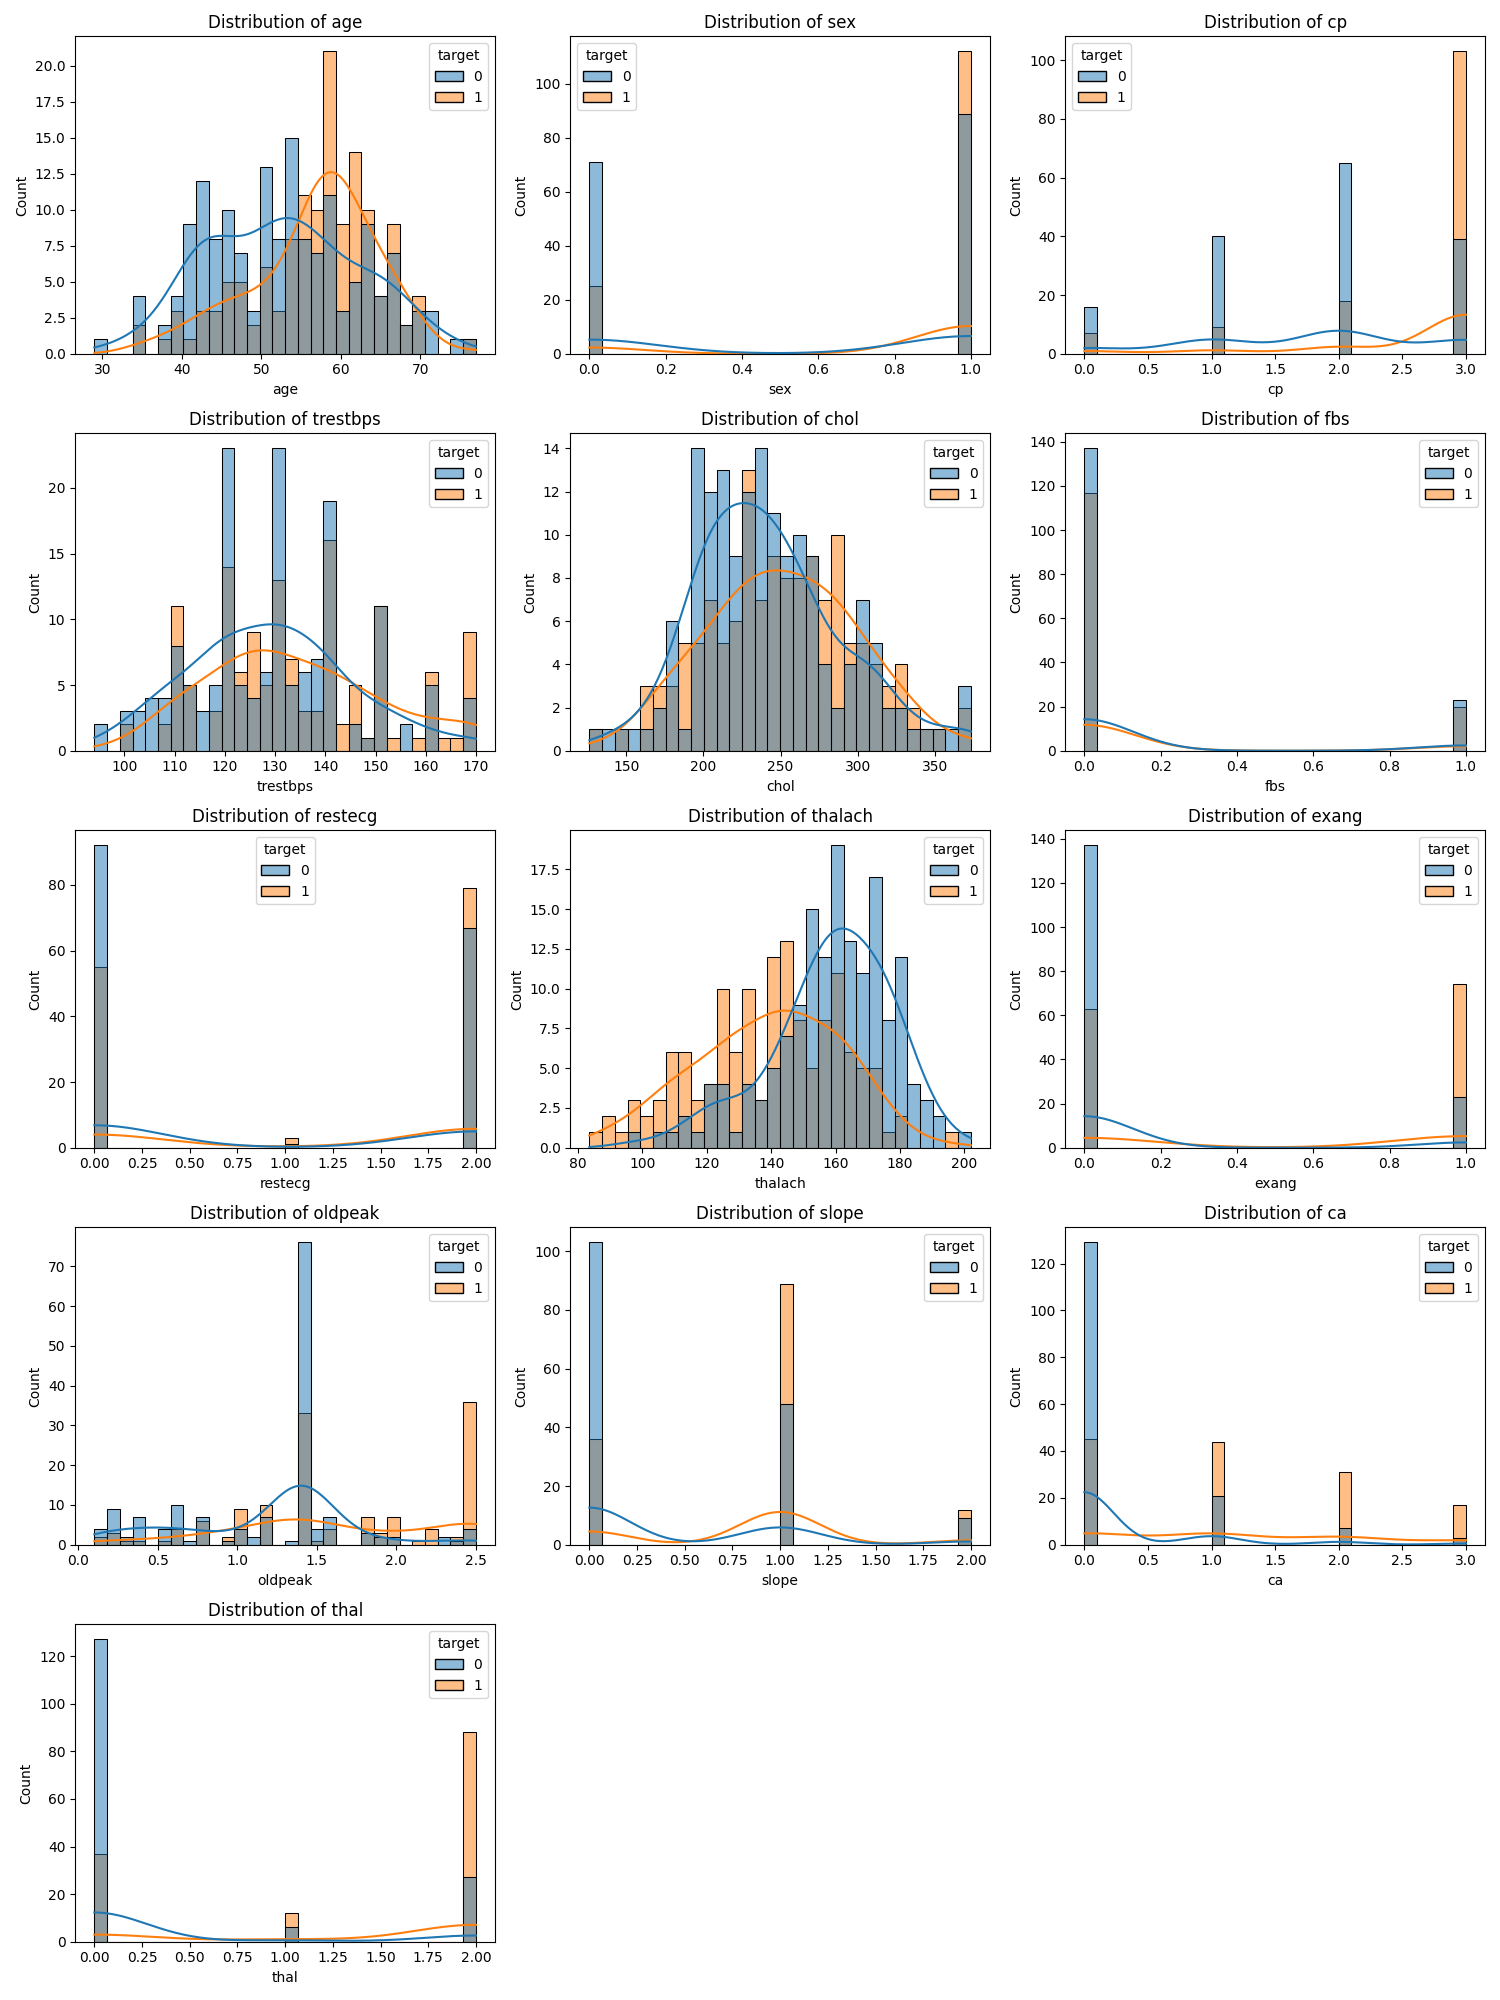 Distribution of age
target
0
1
Count
20.0
17.5
15.0
12.5
10.0
7.5
5.0
2.5
0.0
30 40 50 60 70
age
Distribution of sex
target
0
1
Count
100
80
60
40
20
0
0.0 0.2 0.4 0.6 0.8 1.0
sex
Distribution of cp
target
0
1
Count
100
80
60
40
20
0
0.0 0.5 1.0 1.5 2.0 2.5 3.0
cp
Distribution of trestbps
target
0
1
Count
20
15
10
5
0
100 110 120 130 140 150 160 170
trestbps
Distribution of chol
target
0
1
Count
14
12
10
8
6
4
2
0
150 200 250 300 350
chol
Distribution of fbs
target
0
1
Count
140
120
100
80
60
40
20
0
0.0 0.2 0.4 0.6 0.8 1.0
fbs
Distribution of restecg
target
0
1
Count
80
60
40
20
0
0.00 0.25 0.50 0.75 1.00 1.25 1.50 1.75 2.00
restecg
Distribution of thalach
target
0
1
Count
17.5
15.0
12.5
10.0
7.5
5.0
2.5
0.0
80 100 120 140 160 180 200
thalach
Distribution of exang
target
0
1
Count
140
120
100
80
60
40
20
0
0.0 0.2 0.4 0.6 0.8 1.0
exang
Distribution of oldpeak
target
0
1
Count
70
60
50
40
30
20
10
0
0.0 0.5 1.0 1.5 2.0 2.5
oldpeak
Distribution of slope
target
0
1
Count
100
80
60
40
20
0
0.00 0.25 0.50 0.75 1.00 1.25 1.50 1.75 2.00
slope
Distribution of ca
target
0
1
Count
120
100
80
60
40
20
0
0.0 0.5 1.0 1.5 2.0 2.5 3.0
ca
Distribution of thal
target
0
1
Count
120
100
80
60
40
20
0
0.00 0.25 0.50 0.75 1.00 1.25 1.50 1.75 2.00
thal